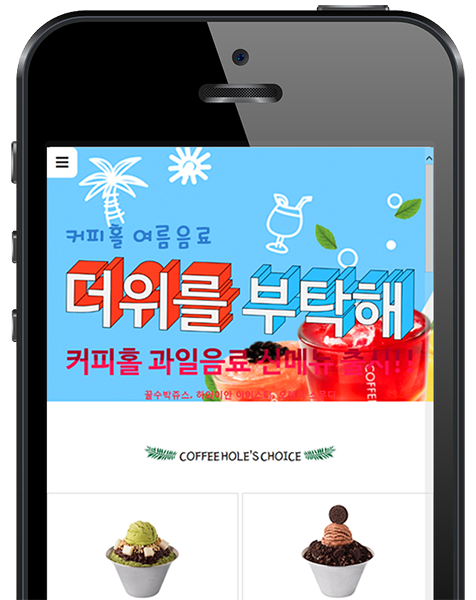 커피홀 여름음료
더위를 부탁해
커피홀 과일음료 신메뉴 출시!!
꿀수박쥬스. 하와이안
COFFEE HOLE'S CHOICE
COFFEE